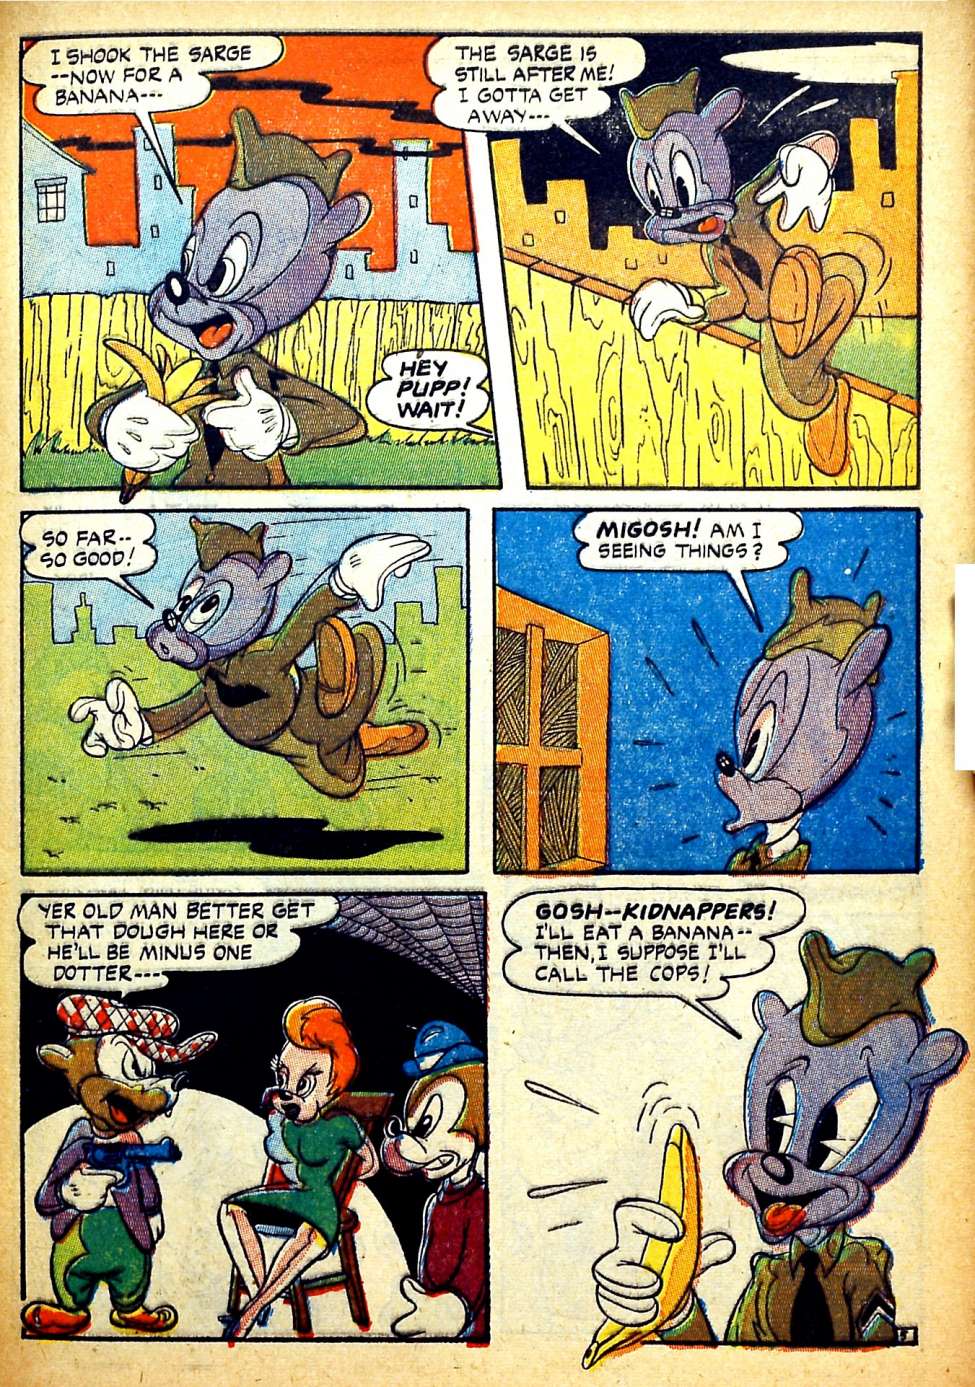 I SHOOK THE SARGE
--NOW FOR A
BANANA---
HEY
PUPP!
WAIT!
THE SARGE IS
STILL AFTER ME!
I GOTTA GET
AWAY---
SO FAR--
SO GOOD!
MIGOSH! AM I
SEEING THINGS?
YER OLD MAN BETTER GET
THAT DOUGH HERE OR
HE'LL BE MINUS ONE
DOTTER---
GOSH--KIDNAPPERS!
I'LL EAT A BANANA--
THEN, I SUPPOSE I'LL
CALL THE COPS!
5